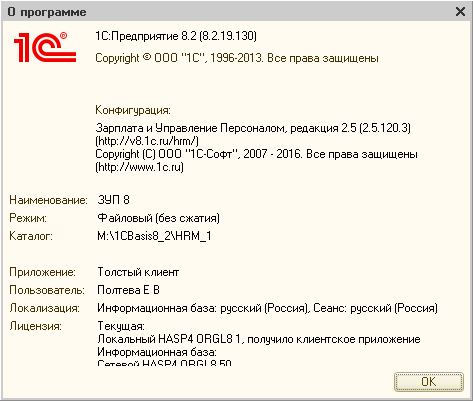 О программе
1С®
1С:Предприятие 8.2 (8.2.19.130)
Copyright © ООО "1С", 1996-2013. Все права защищены
Конфигурация:
Зарплата и Управление Персоналом, редакция 2.5 (2.5.120.3)
(http://v8.1c.ru/hrm/)
Copyright (С) ООО "1С-Софт", 2007 - 2016. Все права защищены
(http://www.1c.ru)
Наименование: ЗУП 8
Режим: Файловый (без сжатия)
Каталог: M:\1CBasis8_2\HRM_1
Приложение: Толстый клиент
Пользователь: Полтева Е В
Локализация: Информационная база: русский (Россия), Сеанс: русский (Россия)
Лицензия: Текущая:
Локальный HASP4 ORGL8 1, получило клиентское приложение
Информационная база:
Сетевой HASP4 ORGL8 50
OK